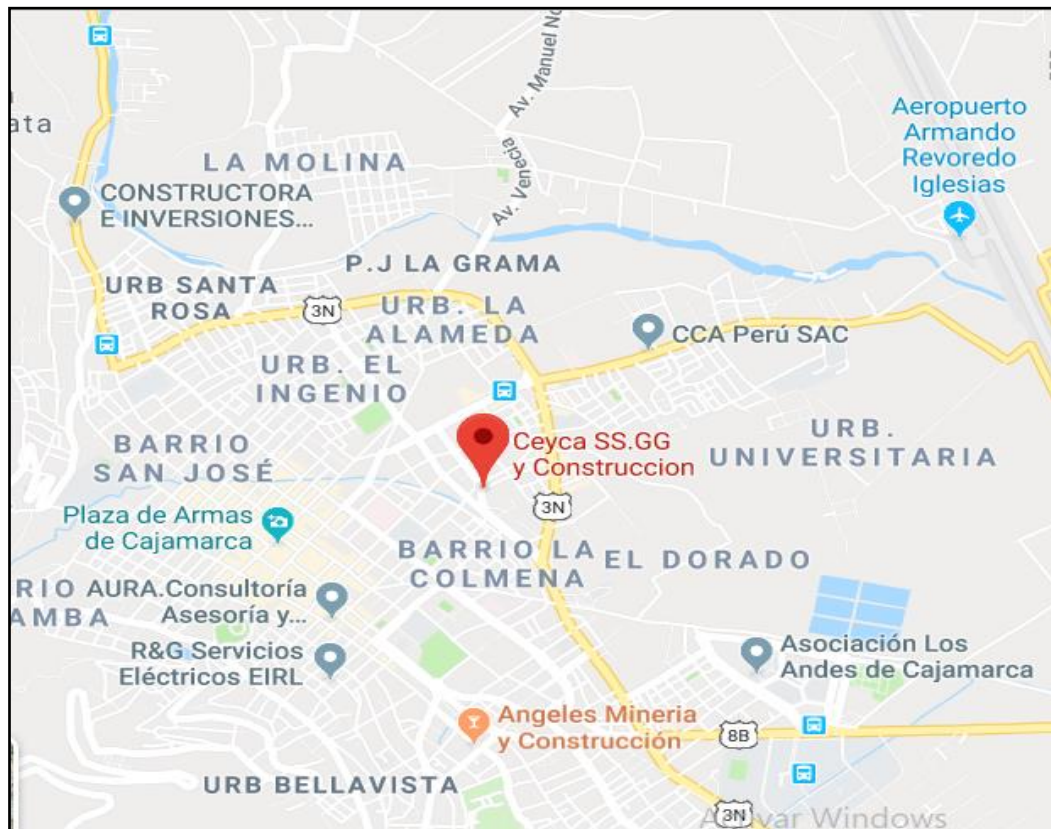 ata
Av. Manuel No
Av. Venecia
LA MOLINA
CONSTRUCTORA
E INVERSIONES...
Aeropuerto
Armando
Revoredo
Iglesias
P.J LA GRAMA
URB SANTA
ROSA
3N
URB. LA
ALAMEDA
CCA Perú SAC
URB. EL
INGENIO
BARRIO
SAN JOSÉ
Ceyca SS.GG
y Construccion
URB.
UNIVERSITARIA
3N
Plaza de Armas
de Cajamarca
BARRIO LA
COLMENA
EL DORADO
RIO
AMBA
AURA.Consultoría
Asesoría y...
R&G Servicios
Eléctricos EIRL
Asociación Los
Andes de Cajamarca
Angeles Mineria
y Construcción
8B
URB BELLAVISTA
3N
var Windows